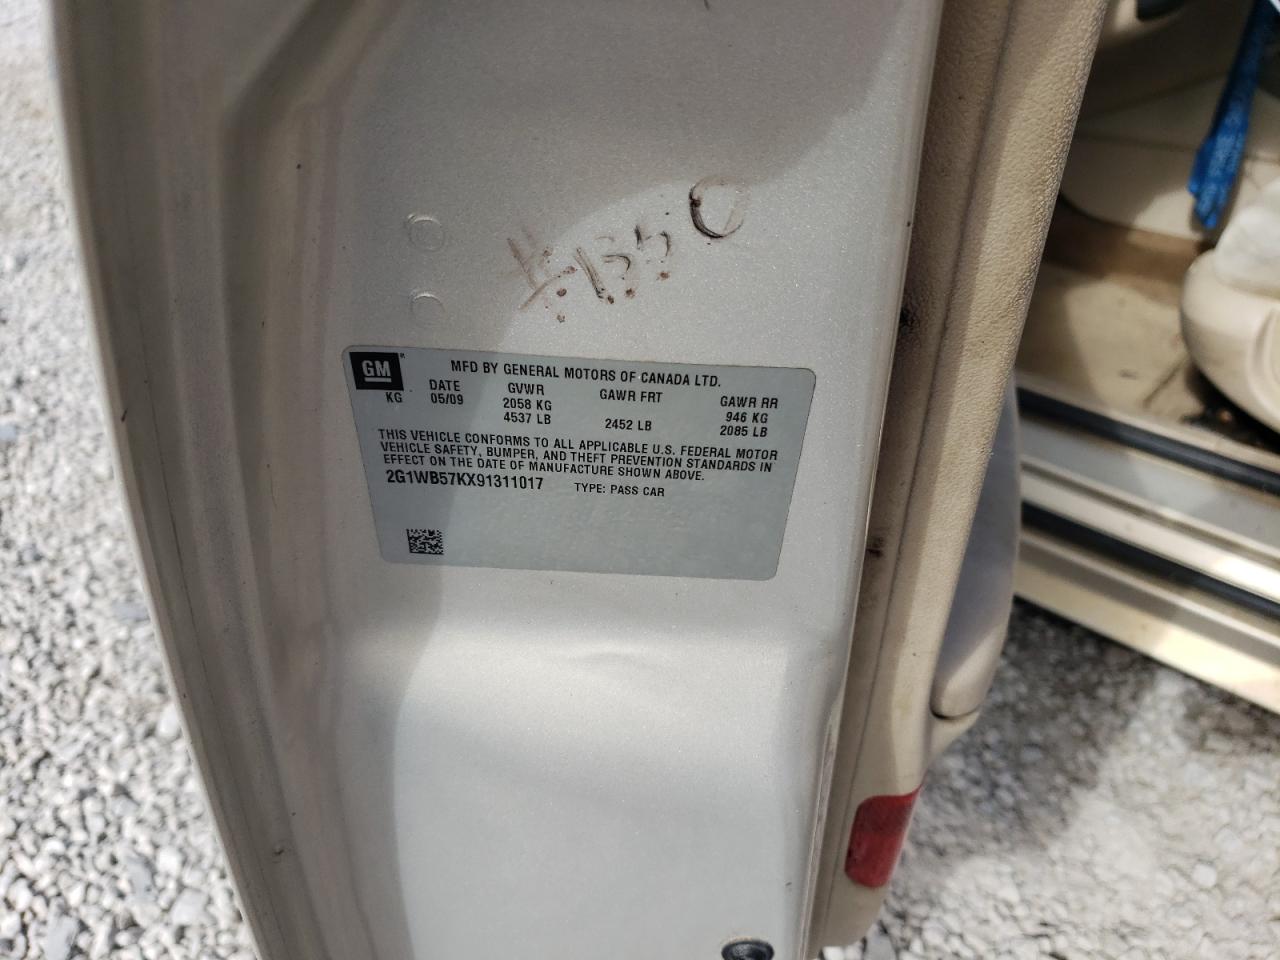 #1350
GM
MFD BY GENERAL MOTORS OF CANADA LTD.
DATE GVWR GAWR FRT GAWR RR
KG 05/09 2058 KG 946 KG
4537 LB 2452 LB 2085 LB
THIS VEHICLE CONFORMS TO ALL APPLICABLE U.S. FEDERAL MOTOR
VEHICLE SAFETY, BUMPER, AND THEFT PREVENTION STANDARDS IN
EFFECT ON THE DATE OF MANUFACTURE SHOWN ABOVE.
2G1WB57KX91311017 TYPE: PASS CAR